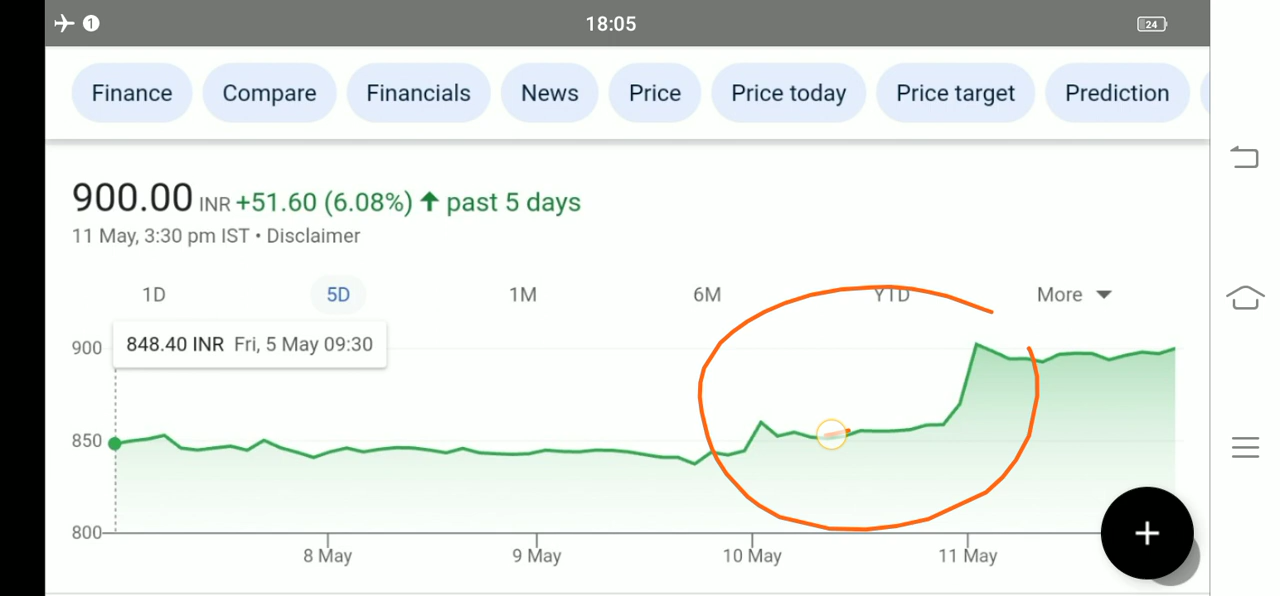 1 18:05 24
Finance Compare Financials News Price Price today Price target Prediction
900.00 INR +51.60 (6.08%) ↑ past 5 days
11 May, 3:30 pm IST • Disclaimer
1D 5D 1M 6M YTD More
848.40 INR Fri, 5 May 09:30
900
850
800
8 May 9 May 10 May 11 May
+